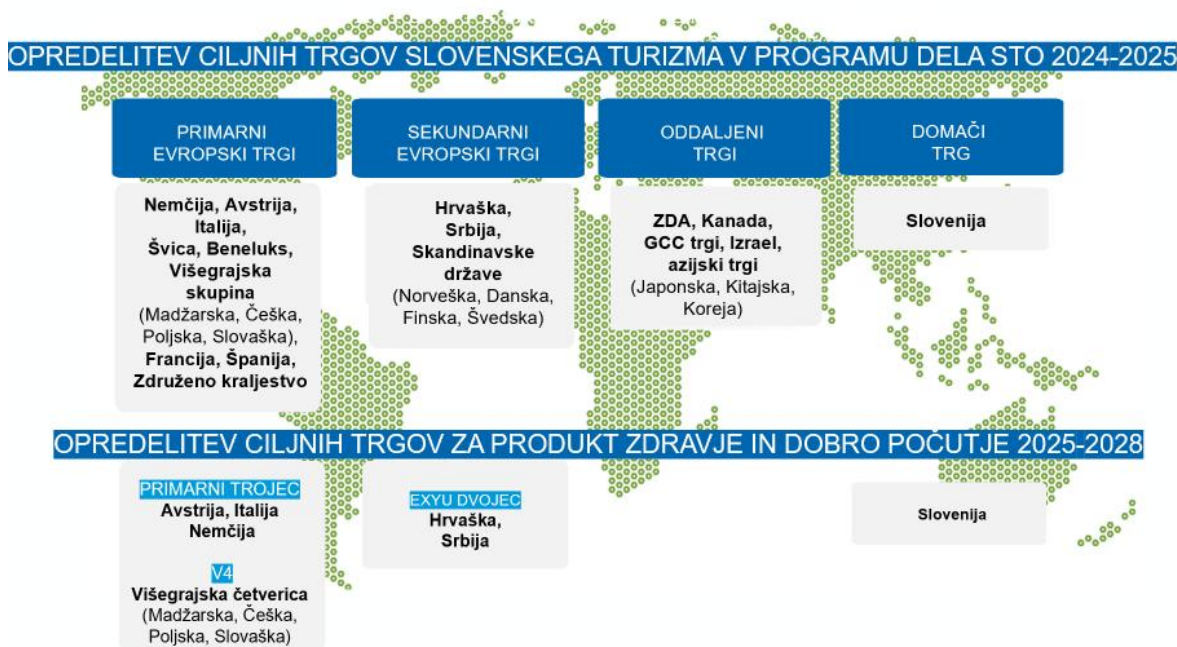 OPREDELITEV CILJNIH TRGOV SLOVENSKEGA TURIZMA V PROGRAMU DELA STO 2024-2025
PRIMARNI
EVROPSKI TRGI
Nemčija, Avstrija,
Italija,
Švica, Beneluks,
Višegrajska
skupina
(Madžarska, Češka,
Poljska, Slovaška),
Francija, Španija,
Združeno kraljestvo
SEKUNDARNI
EVROPSKI TRGI
Hrvaška,
Srbija,
Skandinavske
države
(Norveška, Danska,
Finska, Švedska)
ODDALJENI
TRGI
ZDA, Kanada,
GCC trgi, Izrael,
azijski trgi
(Japonska, Kitajska,
Koreja)
DOMAČI
TRG
Slovenija
OPREDELITEV CILJNIH TRGOV ZA PRODUKT ZDRAVJE IN DOBRO POČUTJE 2025-2028
PRIMARNI TROJEC
Avstrija, Italija
Nemčija
V4
Višegrajska četverica
(Madžarska, Češka,
Poljska, Slovaška)
EXYU DVOJEC
Hrvaška,
Srbija
Slovenija